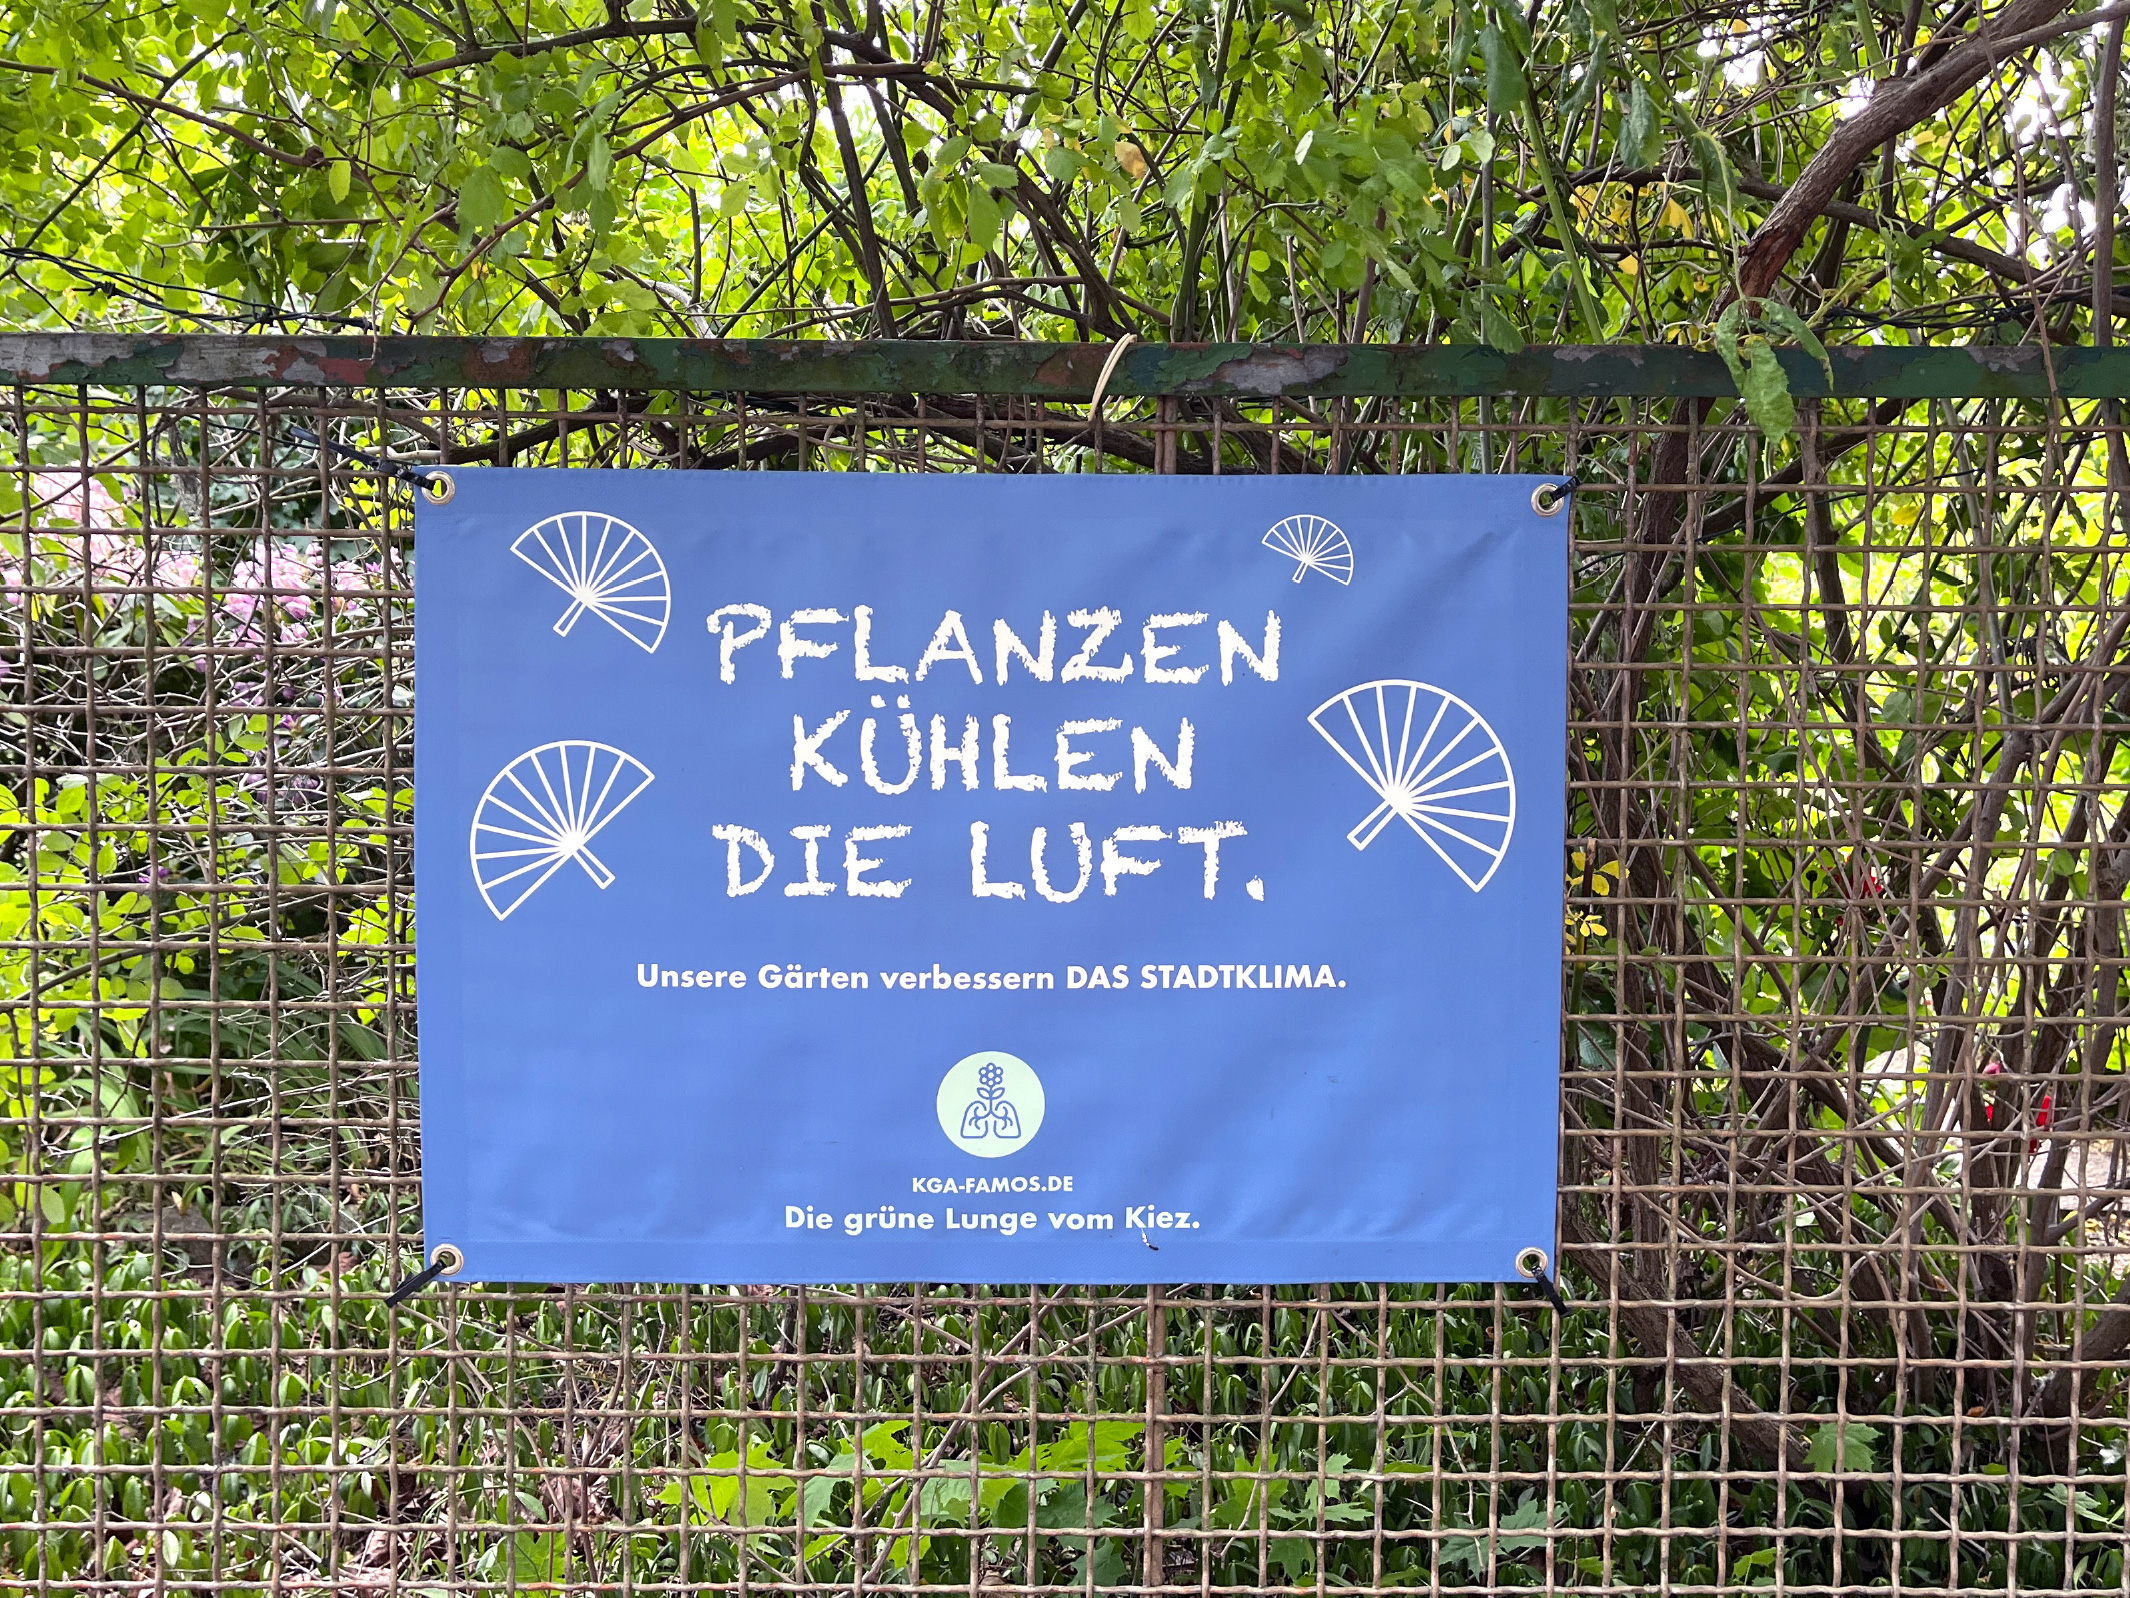 PFLANZEN
KÜHLEN
DIE LUFT.
Unsere Gärten verbessern DAS STADTKLIMA.
KGA-FAMOS.DE
Die grüne Lunge vom Kiez.